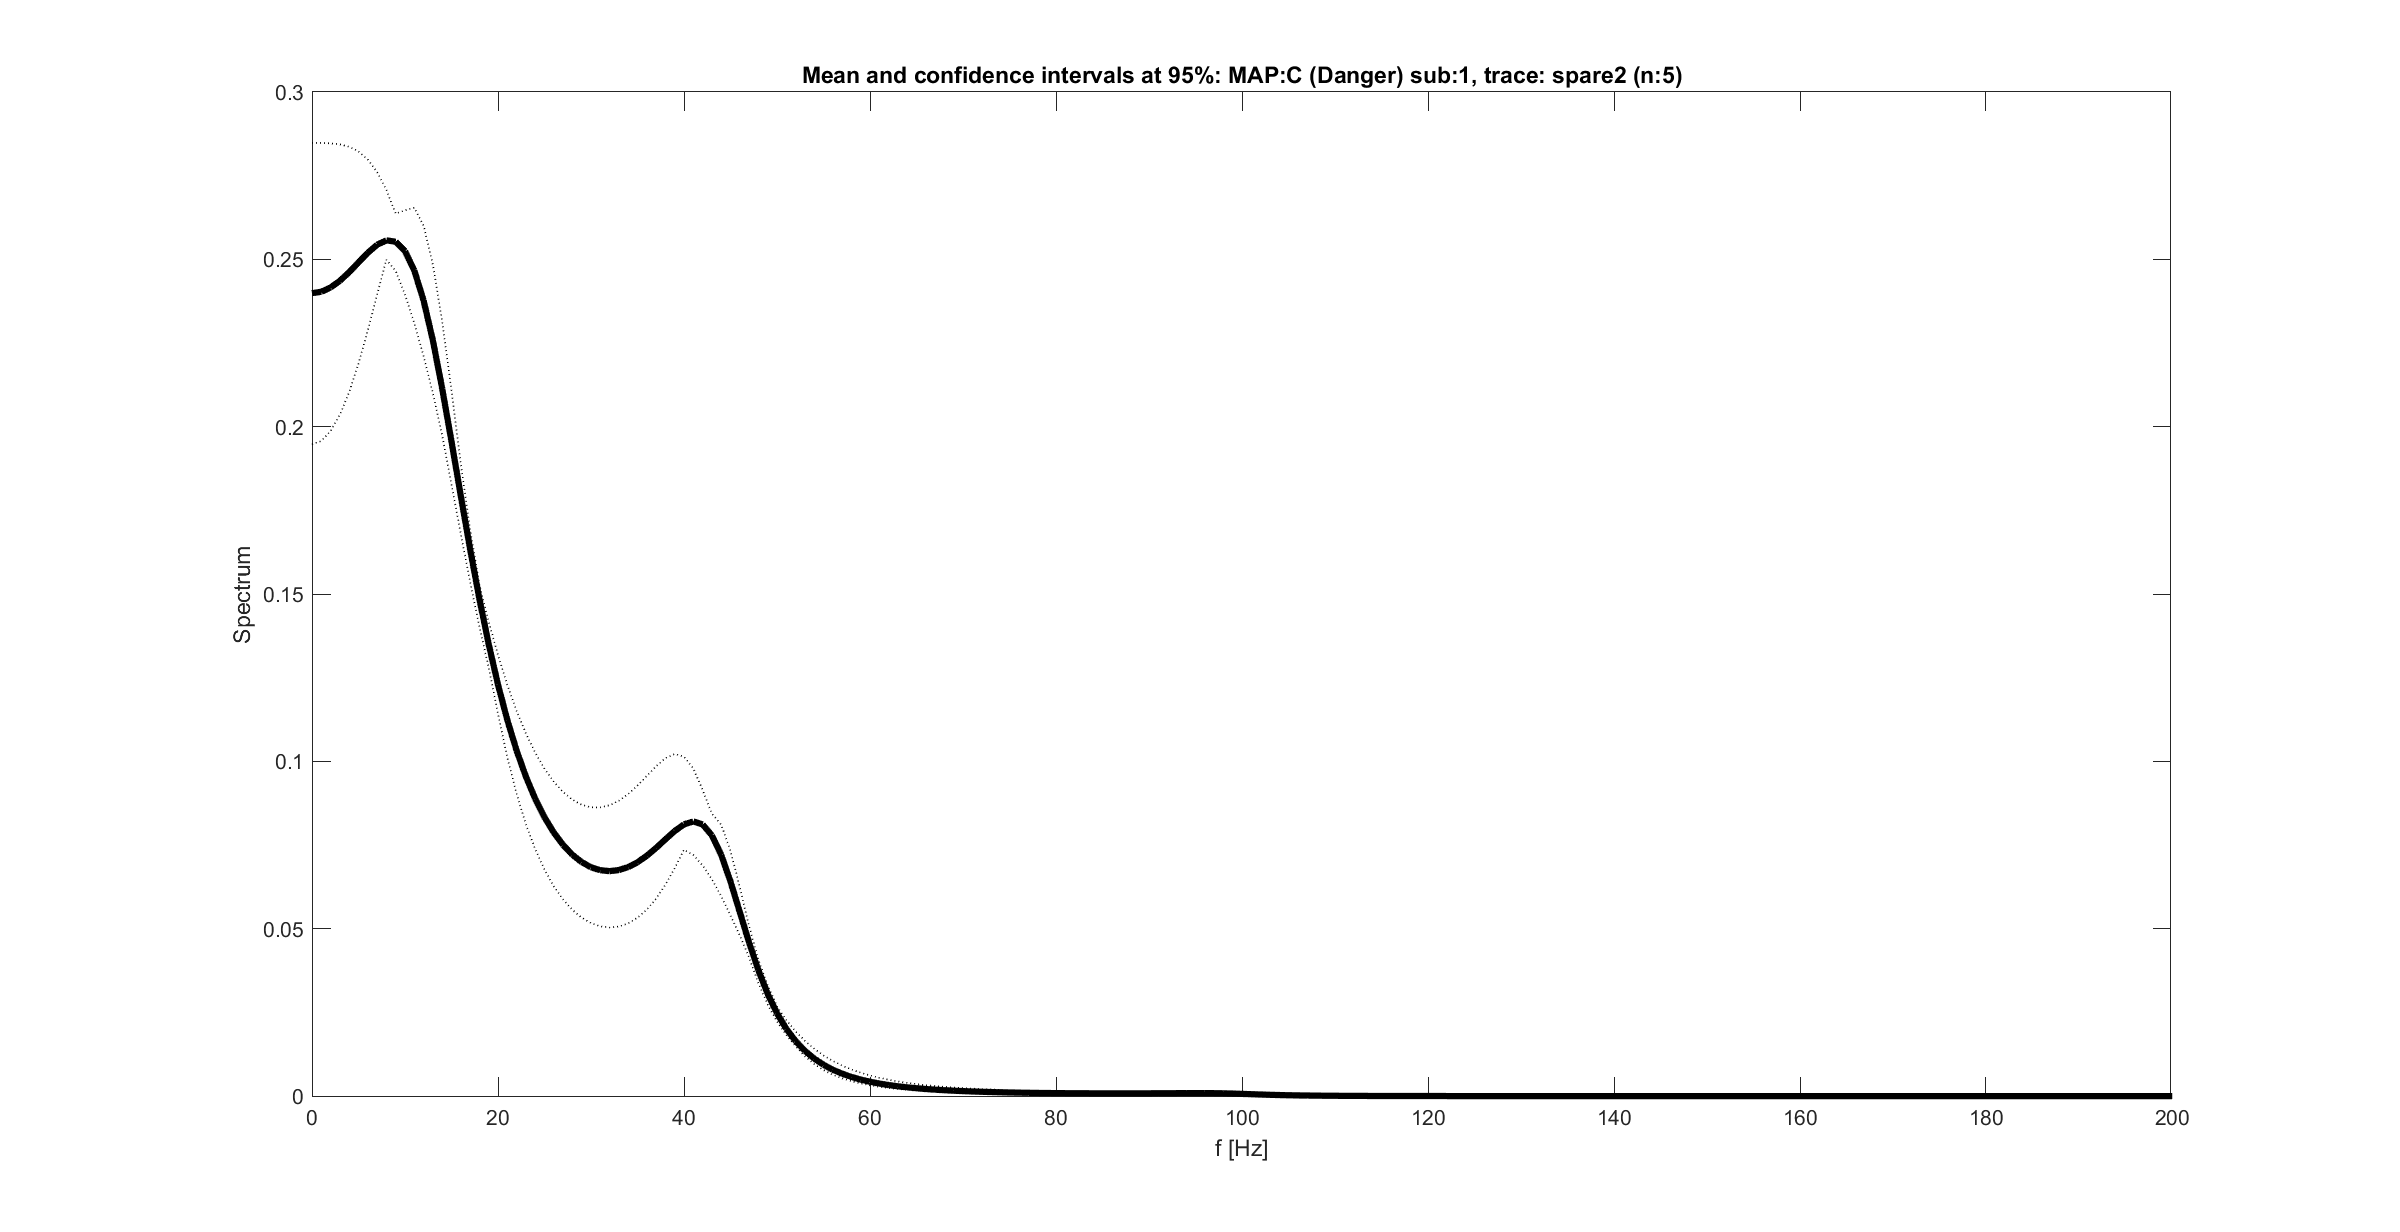 Mean and confidence intervals at 95%: MAP:C (Danger) sub:1, trace: spare2 (n:5)
0.3
0.25
0.2
0.15
0.1
0.05
0
Spectrum
0 20 40 60 80 100 120 140 160 180 200
f [Hz]